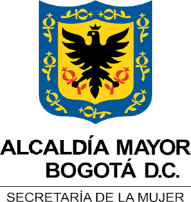 ALCALDÍA MAYOR
BOGOTÁ D.C.
SECRETARÍA DE LA MUJER